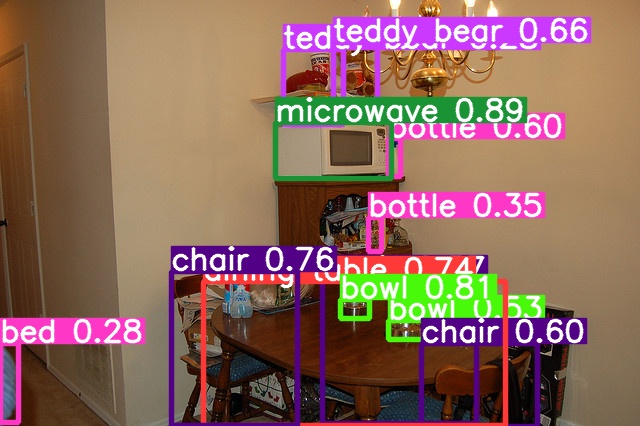 teddy bear 0.66
microwave 0.89
bottle 0.60
bottle 0.35
chair 0.76
dining table 0.74
bowl 0.81
bowl 0.53
chair 0.60
bed 0.28